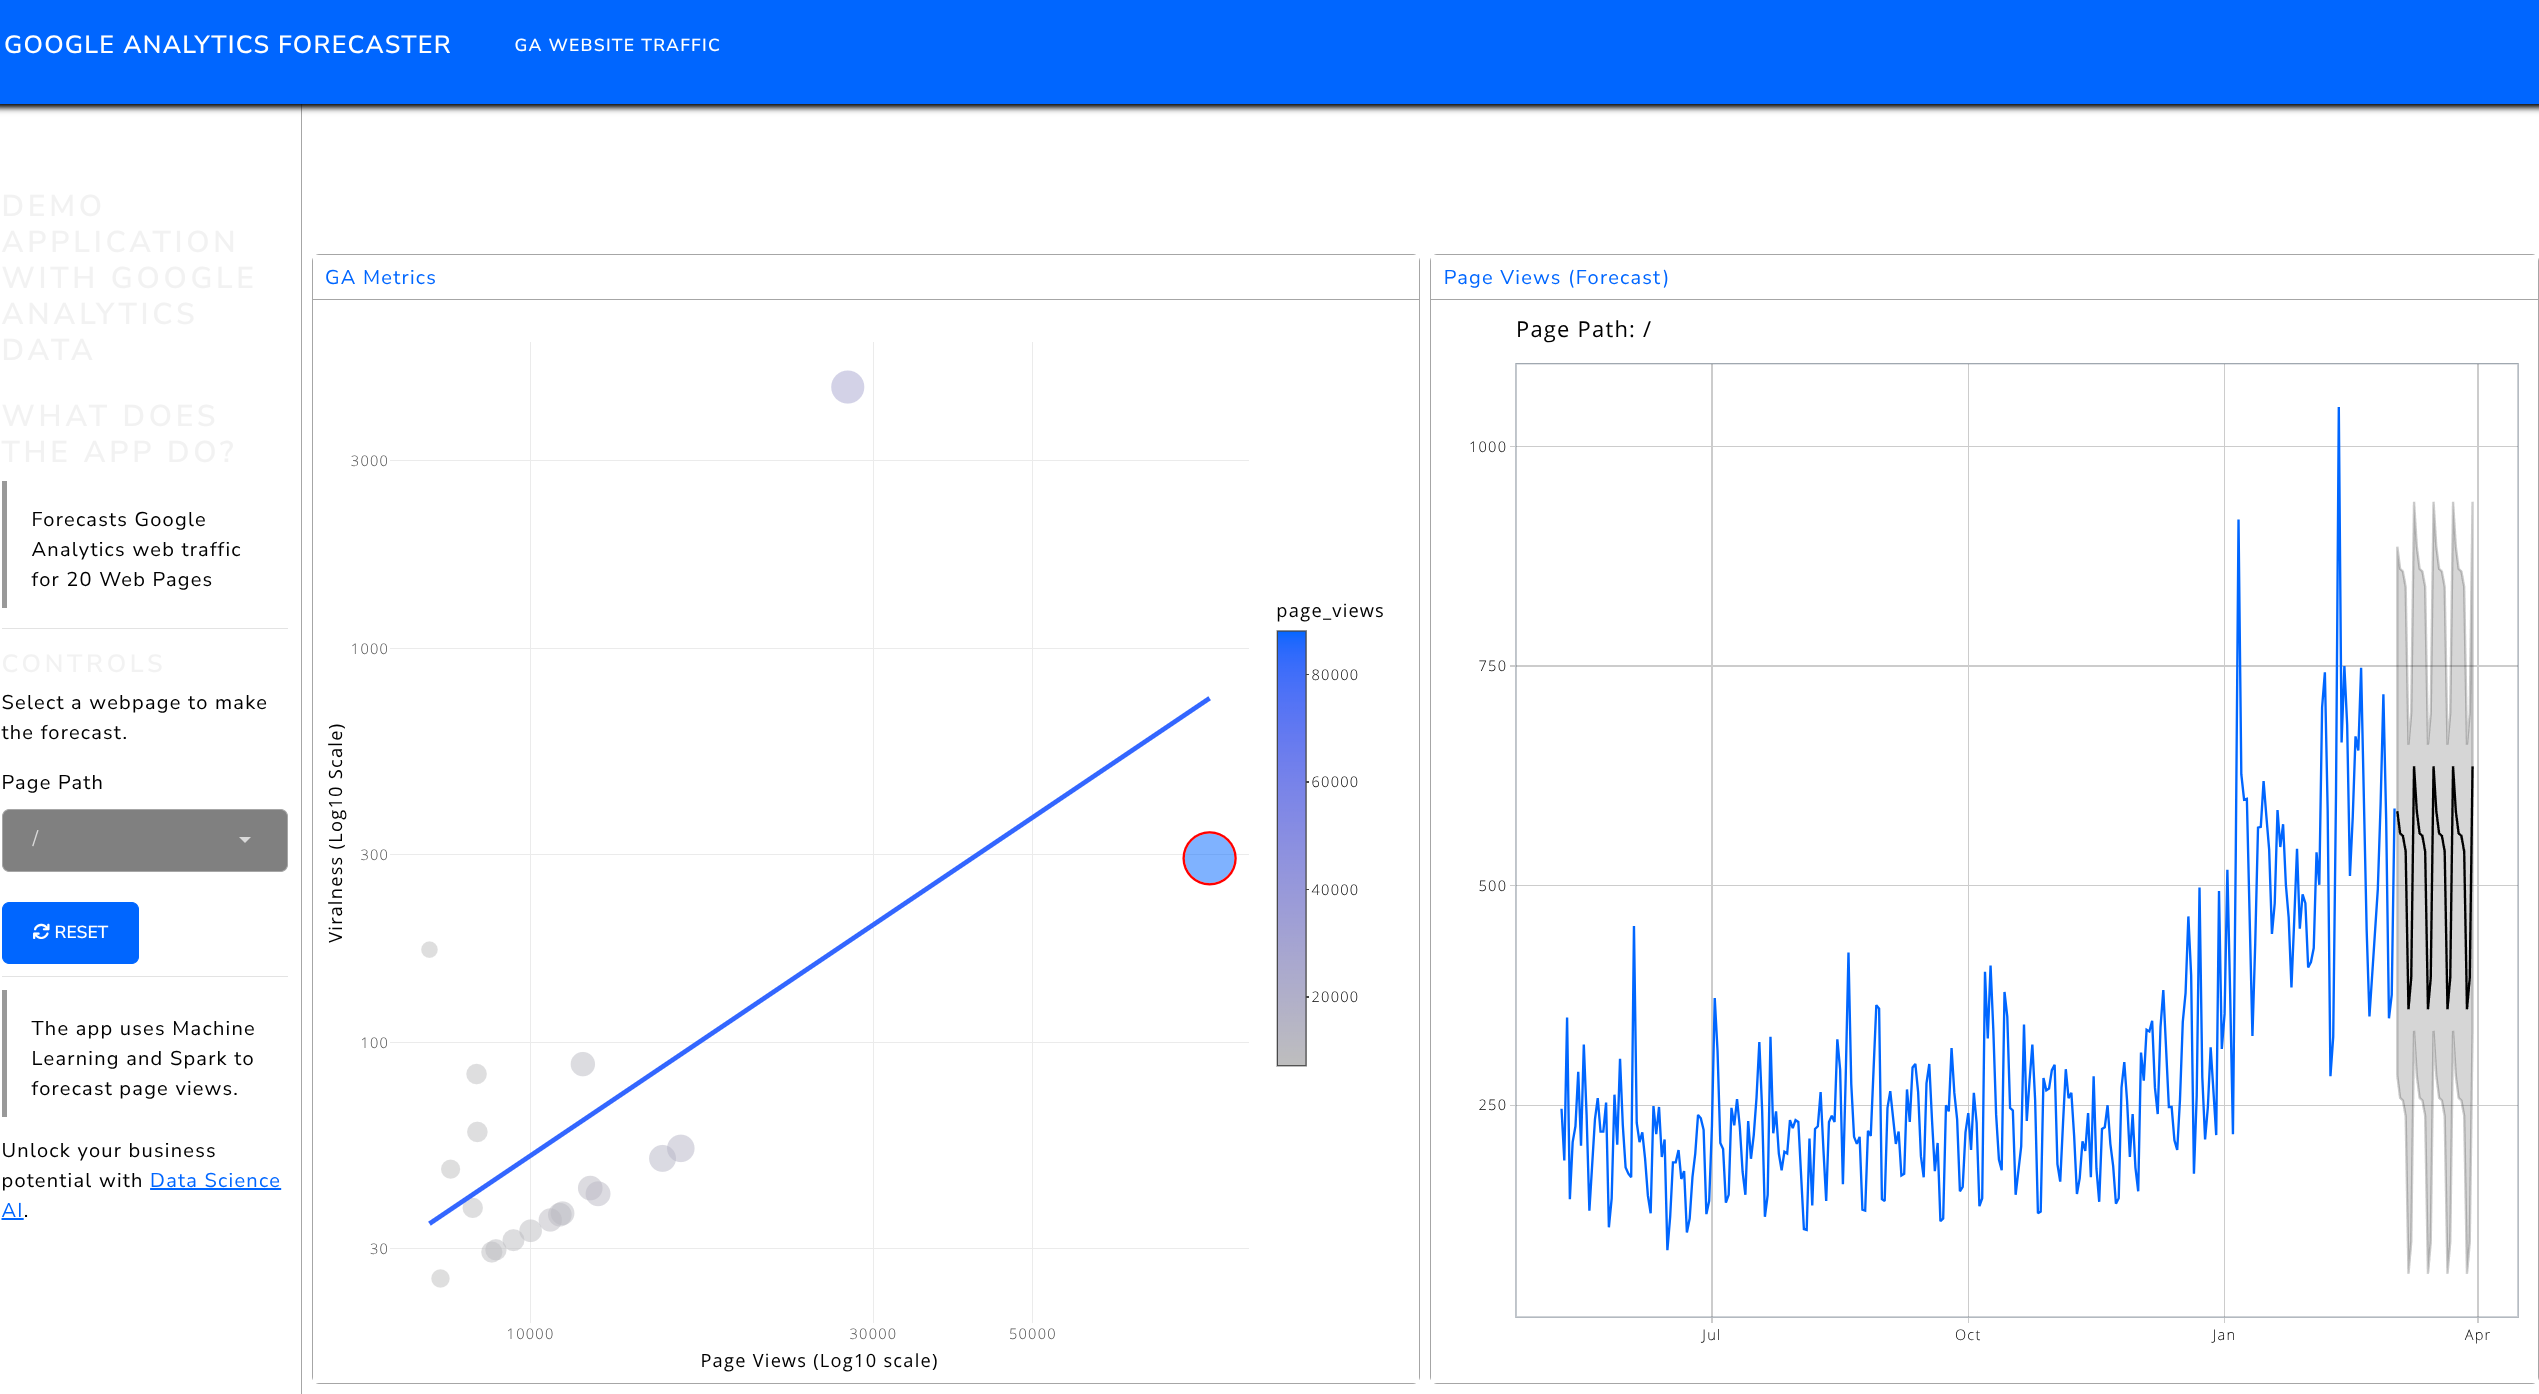 GOOGLE ANALYTICS FORECASTER
GA WEBSITE TRAFFIC
DEMO
APPLICATION
WITH GOOGLE
ANALYTICS
DATA
WHAT DOES
THE APP DO?
Forecasts Google
Analytics web traffic
for 20 Web Pages
CONTROLS
Select a webpage to make
the forecast.
Page Path
/
RESET
The app uses Machine
Learning and Spark to
forecast page views.
Unlock your business
potential with Data Science
AI.
GA Metrics
Viralness (Log10 Scale)
3000
1000
300
100
30
10000
30000
50000
Page Views (Log10 scale)
page_views
80000
60000
40000
20000
Page Views (Forecast)
Page Path: /
1000
750
500
250
Jul
Oct
Jan
Apr